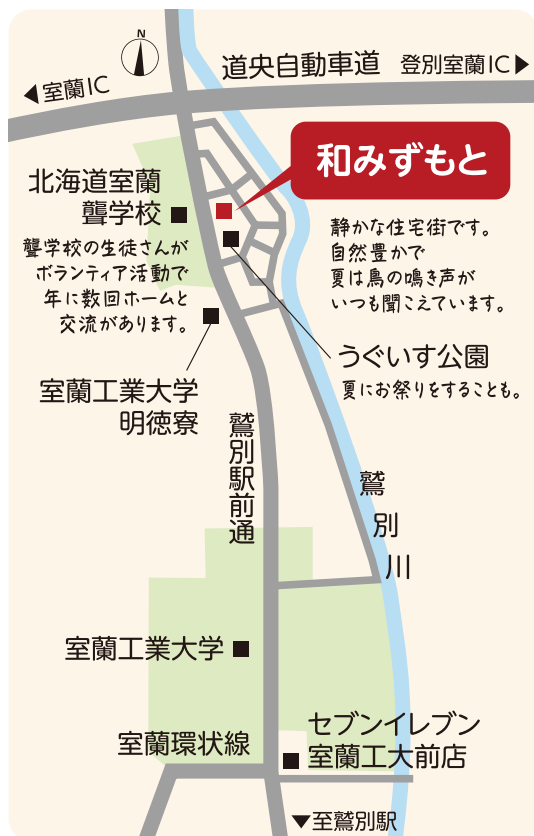 N
道央自動車道
登別室蘭IC▶
◀室蘭IC
和みずもと
北海道室蘭
聾学校
聾学校の生徒さんが
ボランティア活動で
年に数回ホームと
交流があります。
静かな住宅街です。
自然豊かで
夏は鳥の鳴き声が
いつも聞こえています。
うぐいす公園
夏にお祭りをすることも。
室蘭工業大学
明徳寮
鷲別駅前通
鷲別川
室蘭工業大学
セブンイレブン
室蘭工大前店
室蘭環状線
▼至鷲別駅